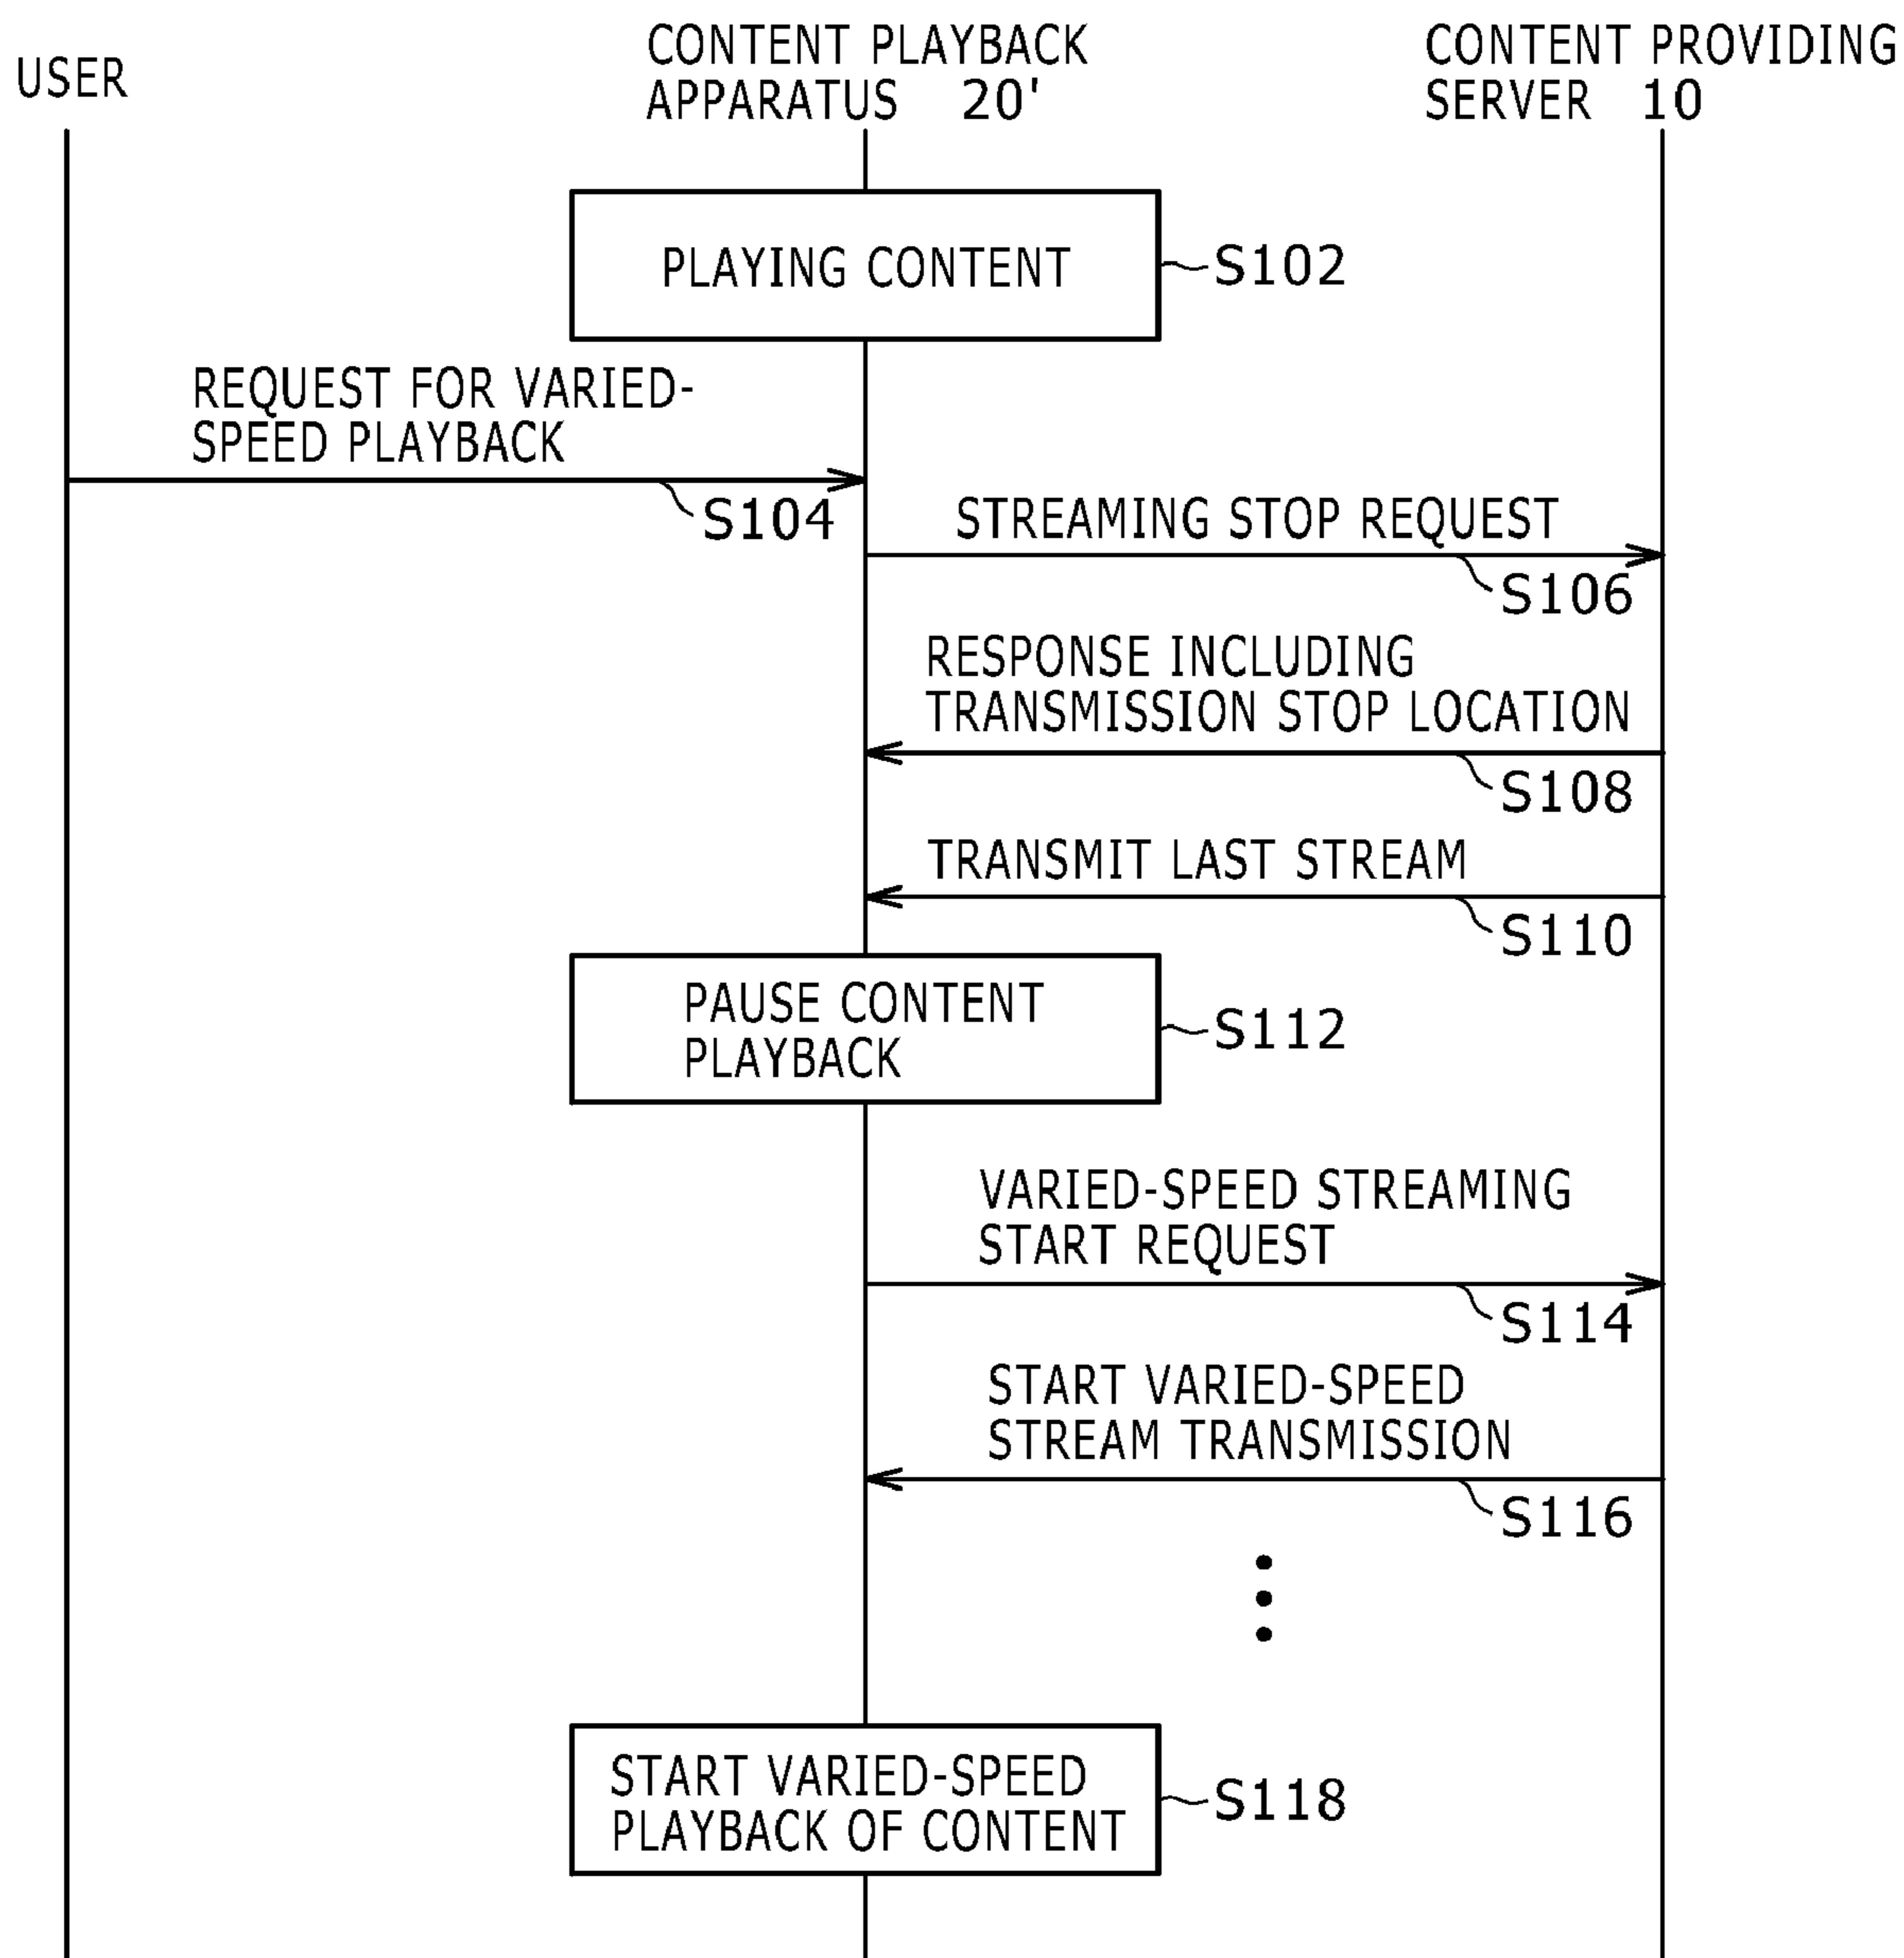 USER
CONTENT PLAYBACK
APPARATUS 20'
CONTENT PROVIDING
SERVER 10
PLAYING CONTENT
S102
REQUEST FOR VARIED-
SPEED PLAYBACK
S104
STREAMING STOP REQUEST
S106
RESPONSE INCLUDING
TRANSMISSION STOP LOCATION
S108
TRANSMIT LAST STREAM
S110
PAUSE CONTENT
PLAYBACK
S112
VARIED-SPEED STREAMING
START REQUEST
S114
START VARIED-SPEED
STREAM TRANSMISSION
S116
START VARIED-SPEED
PLAYBACK OF CONTENT
S118